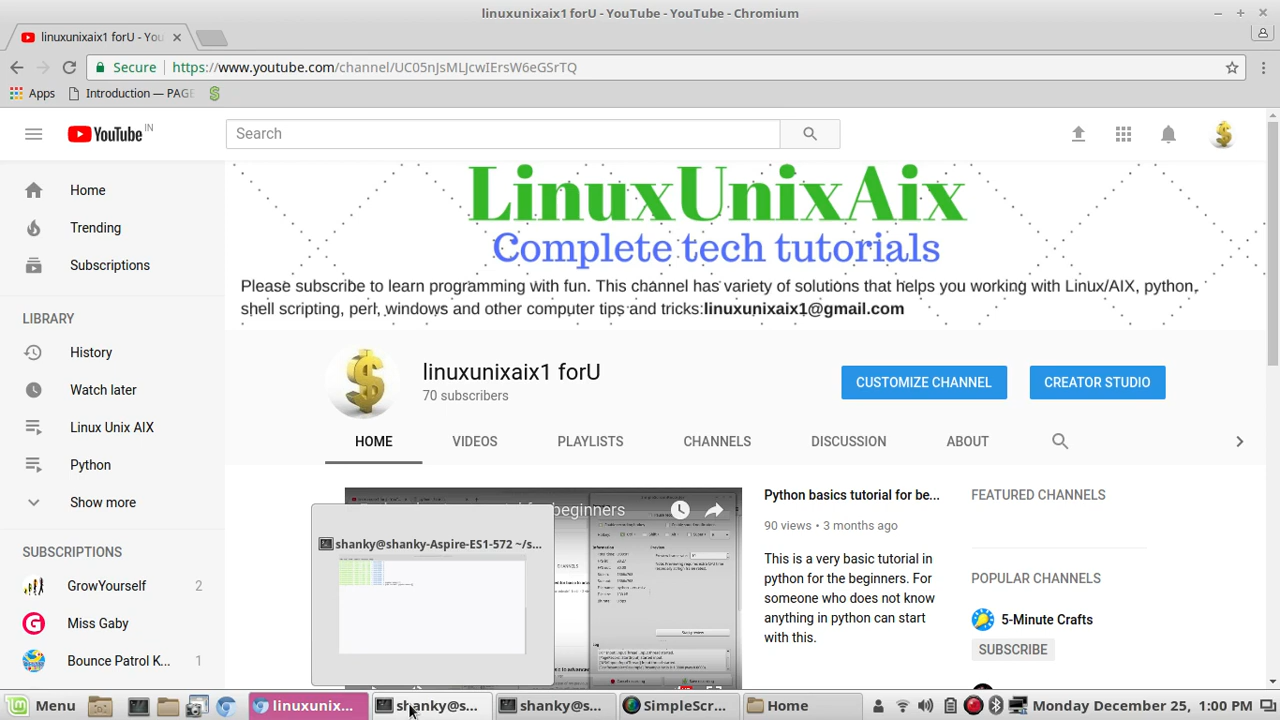 linuxunixaix1 forU - YouTube - YouTube - Chromium
linuxunixaix1 forU - You
Secure https://www.youtube.com/channel/UC05nJsMLJcwIErsW6eGSrTQ
Apps Introduction — PAGE
YouTube IN
Search
Home
Trending
Subscriptions
LIBRARY
History
Watch later
Linux Unix AIX
Python
Show more
SUBSCRIPTIONS
GrowYourself 2
Miss Gaby
Bounce Patrol K... 1
LinuxUnixAix
Complete tech tutorials
Please subscribe to learn programming with fun. This channel has variety of solutions that helps you working with Linux/AIX, python,
shell scripting, perl, windows and other computer tips and tricks:linuxunixaix1@gmail.com
linuxunixaix1 forU
70 subscribers
CUSTOMIZE CHANNEL
CREATOR STUDIO
HOME VIDEOS PLAYLISTS CHANNELS DISCUSSION ABOUT
beginners
shanky@shanky-Aspire-ES1-572 ~/s...
Python basics tutorial for be...
90 views • 3 months ago
This is a very basic tutorial in
python for the beginners. For
someone who does not know
anything in python can start
with this.
FEATURED CHANNELS
POPULAR CHANNELS
5-Minute Crafts
SUBSCRIBE
Menu linuxunix... shanky@s... shanky@s... SimpleScr... Home Monday December 25, 1:00 PM